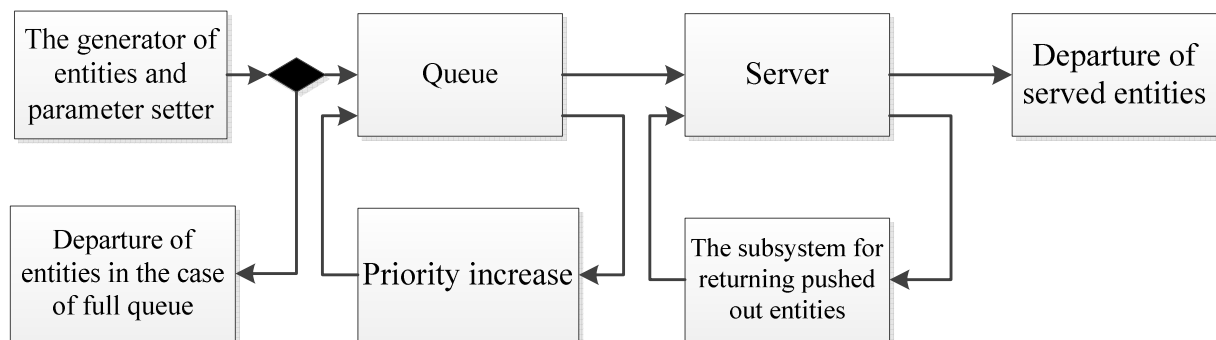 The generator of
entities and
parameter setter
Queue
Server
Departure of
served entities
Departure of
entities in the case
of full queue
Priority increase
The subsystem for
returning pushed
out entities